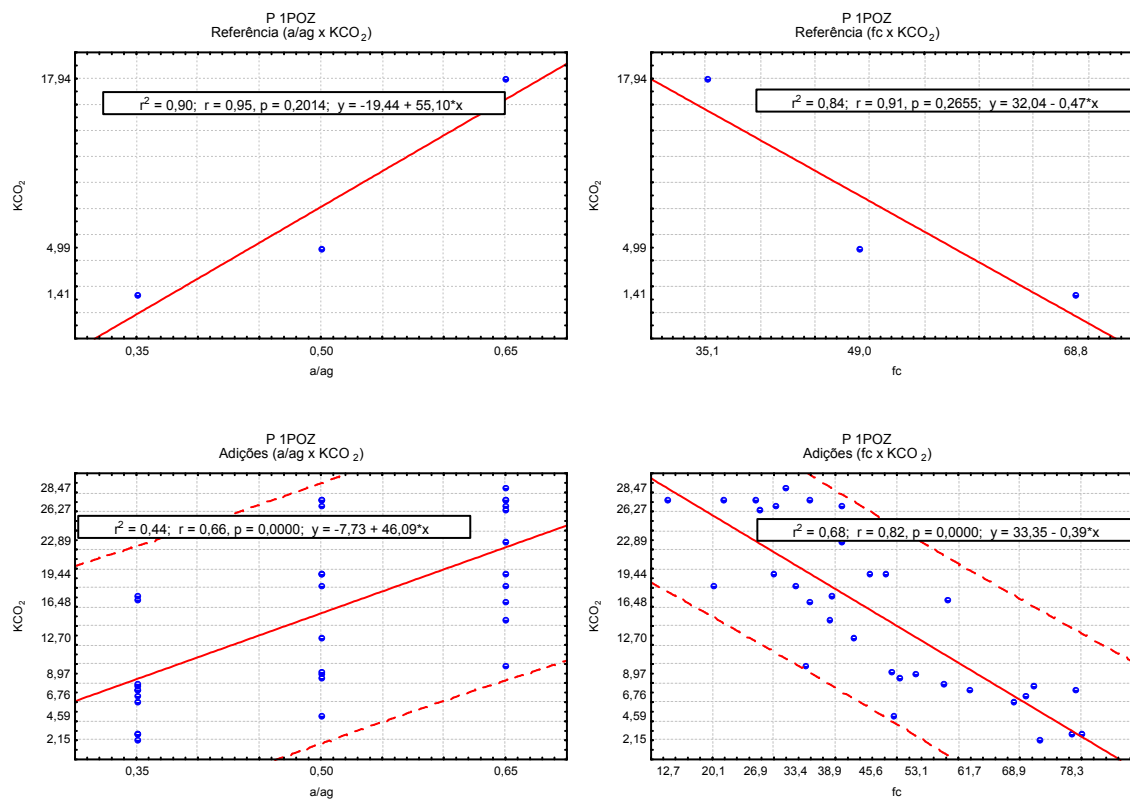 P 1POZ
Referência (a/ag x KCO2)
17,94
r2 = 0,90; r = 0,95, p = 0,2014; y = -19,44 + 55,10*x
KCO2
4,99
1,41
0,35 0,50 0,65
a/ag
P 1POZ
Referência (fc x KCO2)
17,94
r2 = 0,84; r = 0,91, p = 0,2655; y = 32,04 - 0,47*x
KCO2
4,99
1,41
35,1 49,0 68,8
fc
P 1POZ
Adições (a/ag x KCO2)
28,47
26,27
r2 = 0,44; r = 0,66, p = 0,0000; y = -7,73 + 46,09*x
22,89
19,44
16,48
KCO2
12,70
8,97
6,76
4,59
2,15
0,35 0,50 0,65
a/ag
P 1POZ
Adições (fc x KCO2)
28,47
26,27
r2 = 0,68; r = 0,82, p = 0,0000; y = 33,35 - 0,39*x
22,89
19,44
16,48
KCO2
12,70
8,97
6,76
4,59
2,15
12,7 20,1 26,9 33,4 38,9 45,6 53,1 61,7 68,9 78,3
fc